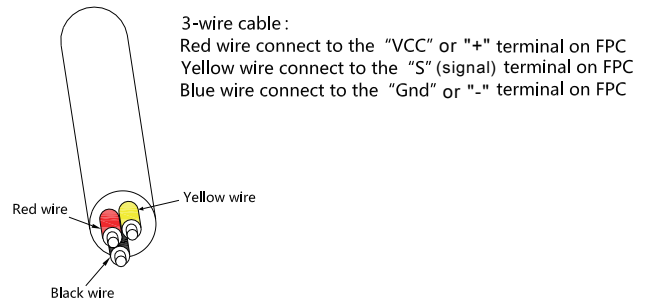 3-wire cable:
Red wire connect to the “VCC” or "+" terminal on FPC
Yellow wire connect to the “S” (signal) terminal on FPC
Blue wire connect to the “Gnd” or "-" terminal on FPC
Yellow wire
Red wire
Black wire